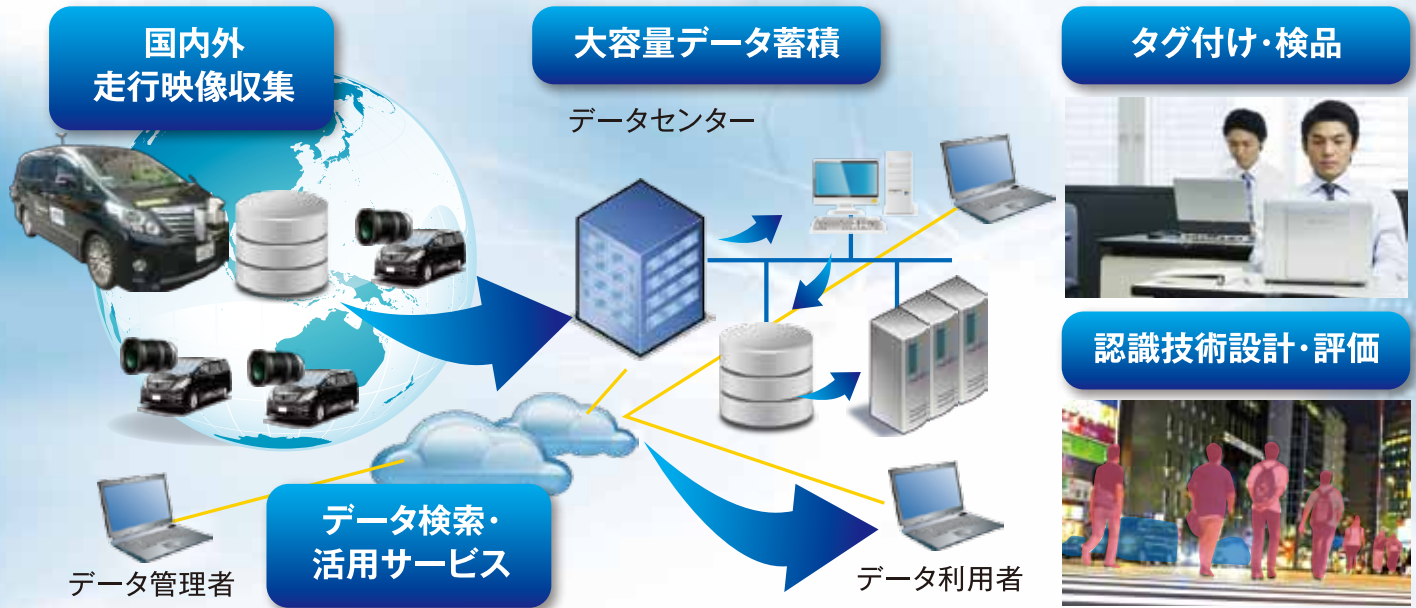 国内外
走行映像収集
大容量データ蓄積
データセンター
タグ付け・検品
認識技術設計・評価
データ検索・
活用サービス
データ管理者
データ利用者